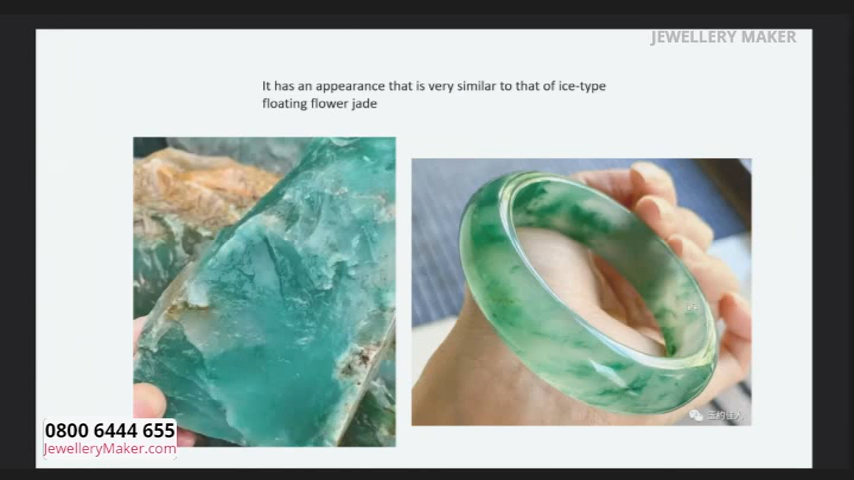 JEWELLERY MAKER
It has an appearance that is very similar to that of ice-type
floating flower jade
0800 6444 655
JewelleryMaker.com